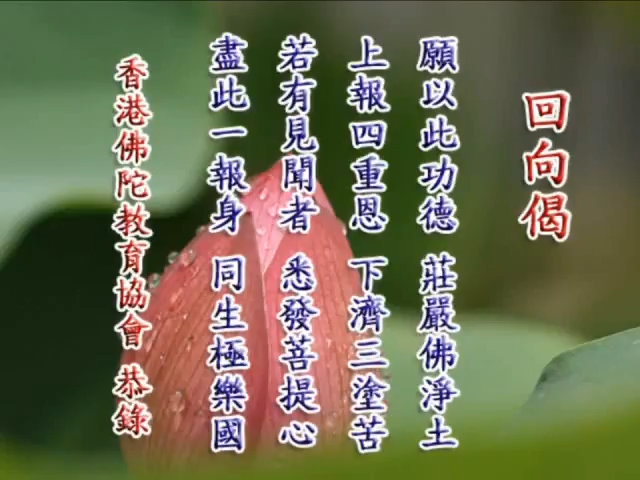 回向偈
願以此功德 莊嚴佛淨土
上報四重恩 下濟三塗苦
若有見聞者 悉發菩提心
盡此一報身 同生極樂國
香港佛陀教育協會 恭錄